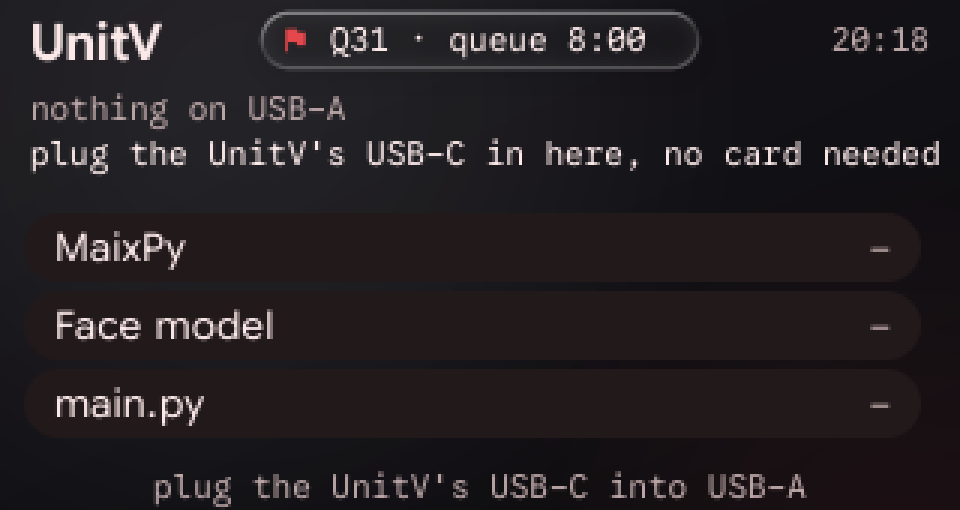 UnitV
Q31 · queue 8:00
20:18
nothing on USB-A
plug the UnitV's USB-C in here, no card needed
MaixPy –
Face model –
main.py –
plug the UnitV's USB-C into USB-A